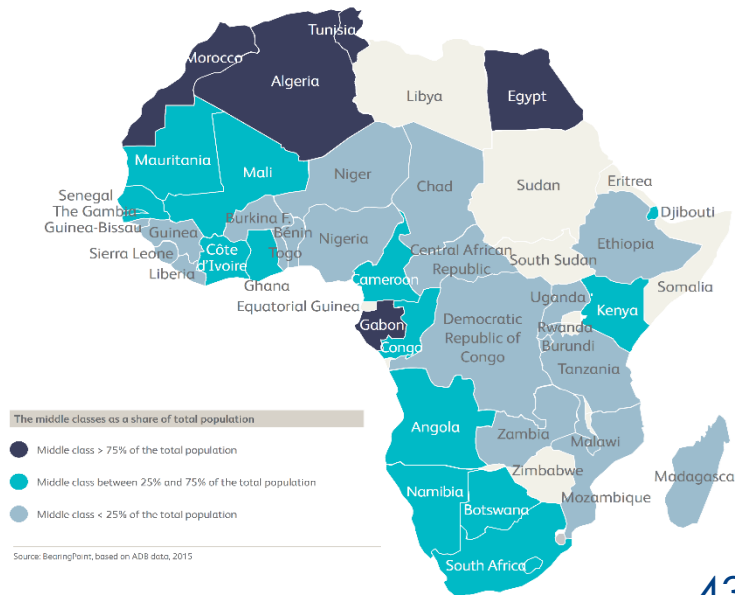 Tunisia
Morocco
Algeria
Libya
Egypt
Mauritania
Mali
Niger
Chad
Sudan
Eritrea
Senegal
The Gambia
Guinea-Bissau
Guinea
Burkina F.
Bénin
Togo
Nigeria
Djibouti
Ethiopia
Sierra Leone
Liberia
Côte
d'Ivoire
Ghana
Central African
Republic
South Sudan
Cameroon
Somalia
Equatorial Guinea
Gabon
Congo
Democratic
Republic of
Congo
Uganda
Kenya
Rwanda
Burundi
Tanzania
Angola
Zambia
Malawi
Zimbabwe
Mozambique
Madagasca
Namibia
Botswana
South Africa
The middle classes as a share of total population
Middle class > 75% of the total population
Middle class between 25% and 75% of the total population
Middle class < 25% of the total population
Source: BearingPoint, based on ADB data, 2015
43